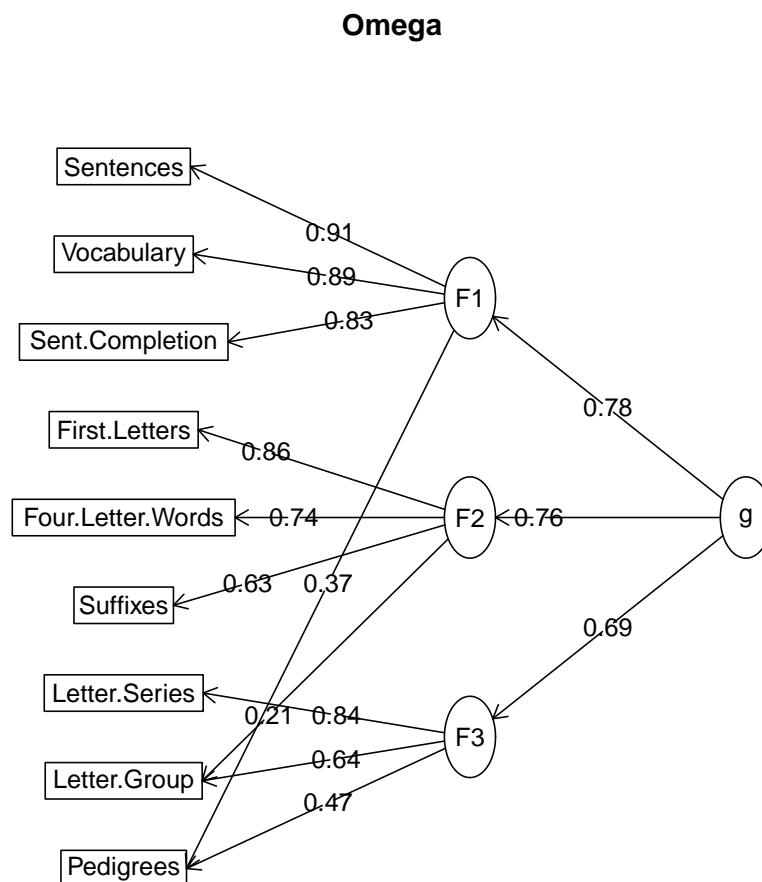 Omega
Sentences
0.91
Vocabulary
0.89
F1
Sent.Completion
0.83
0.78
First.Letters
0.86
Four.Letter.Words
0.74
F2
0.76
g
Suffixes
0.63
0.37
0.69
Letter.Series
0.21
0.84
F3
Letter.Group
0.64
0.47
Pedigrees